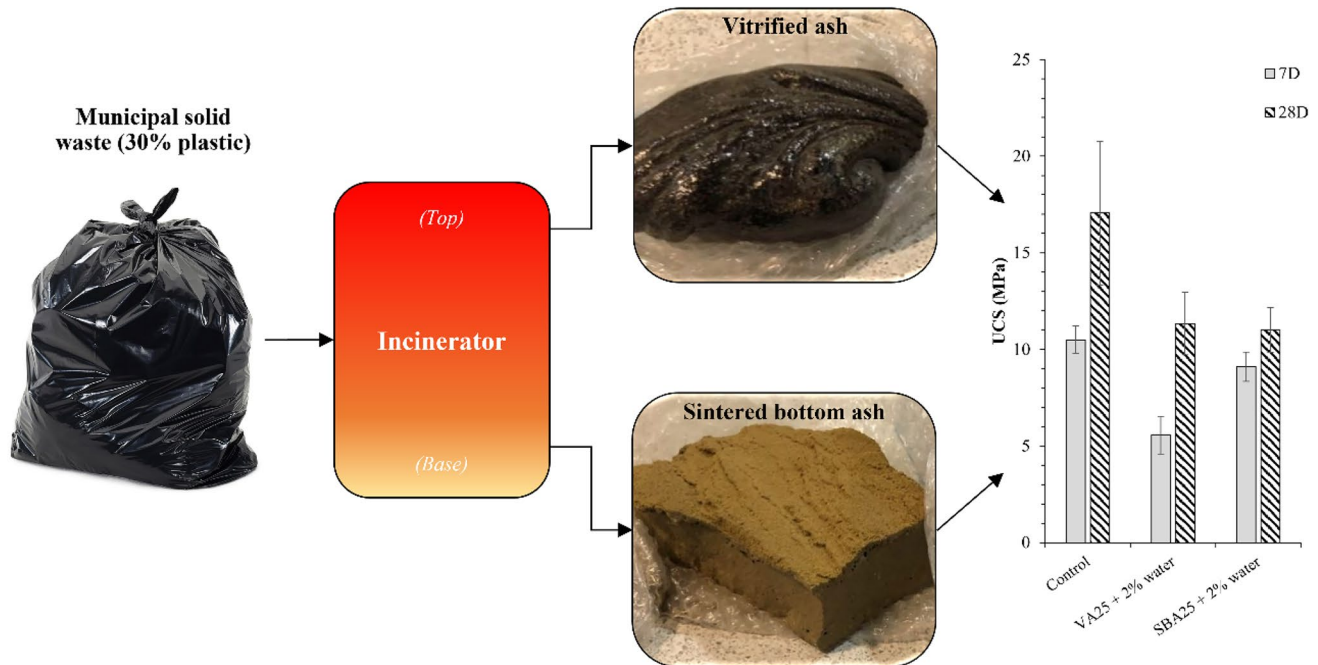 Municipal solid
waste (30% plastic)
(Top)
Incinerator
(Base)
Vitrified ash
Sintered bottom ash
UCS (MPa)
25
20
15
10
5
0
7D
28D
Control
VA25 + 2% water
SBA25 + 2% water